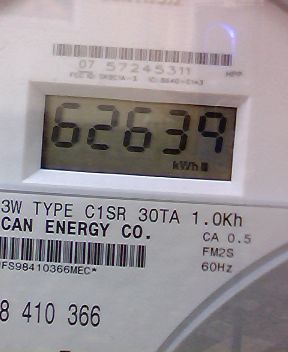 07 57245311 MPP
62639
kWh
3W TYPE C1SR 30TA 1.0Kh
CAN ENERGY CO. CA 0.5
FM2S
*
60Hz
8 410 366